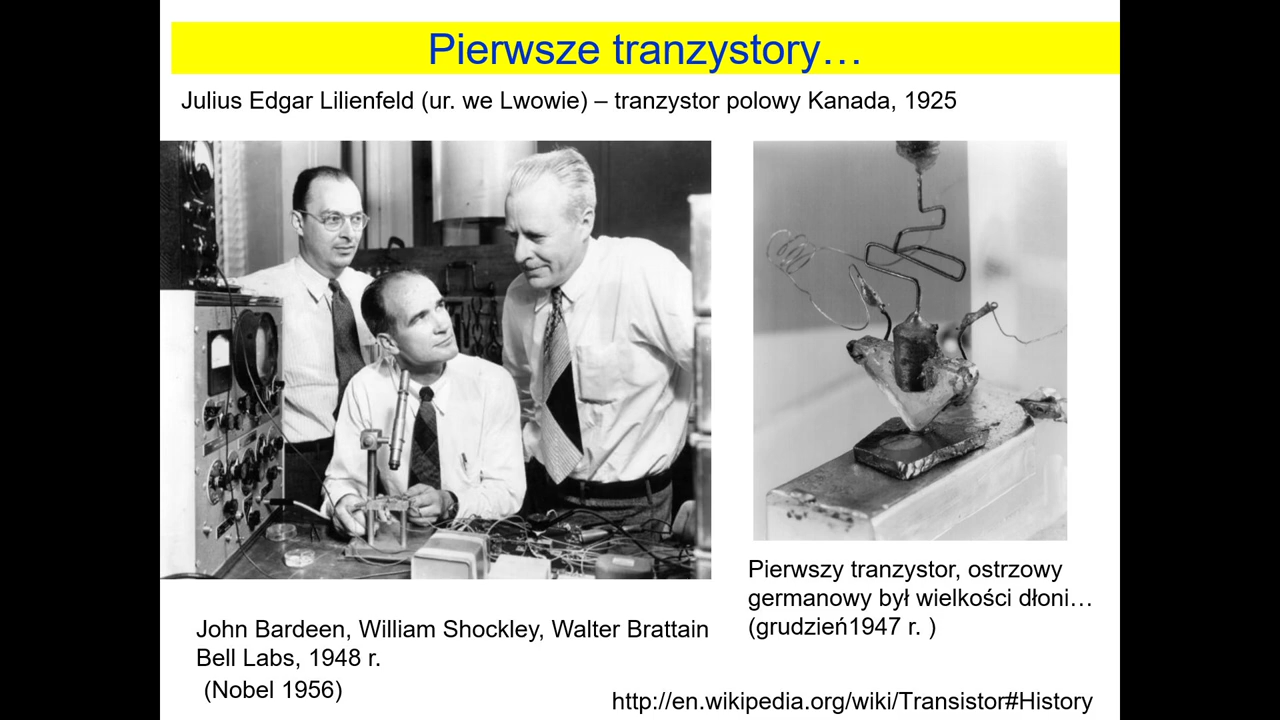 Pierwsze tranzystory…
Julius Edgar Lilienfeld (ur. we Lwowie) – tranzystor polowy Kanada, 1925
Pierwszy tranzystor, ostrzowy
germanowy był wielkości dłoni…
(grudzień1947 r. )
John Bardeen, William Shockley, Walter Brattain
Bell Labs, 1948 r.
(Nobel 1956)
http://en.wikipedia.org/wiki/Transistor#History